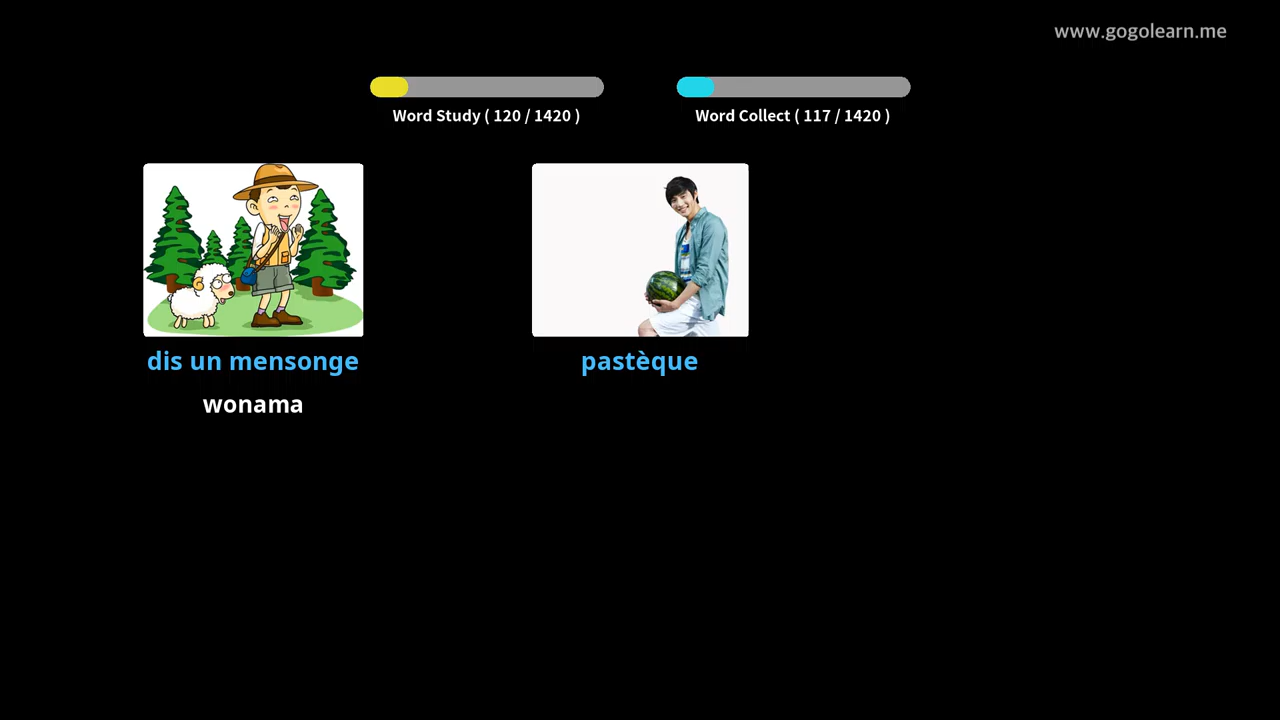 www.gogolearn.me
Word Study ( 120 / 1420 )
Word Collect ( 117 / 1420 )
dis un mensonge
pastèque
wonama